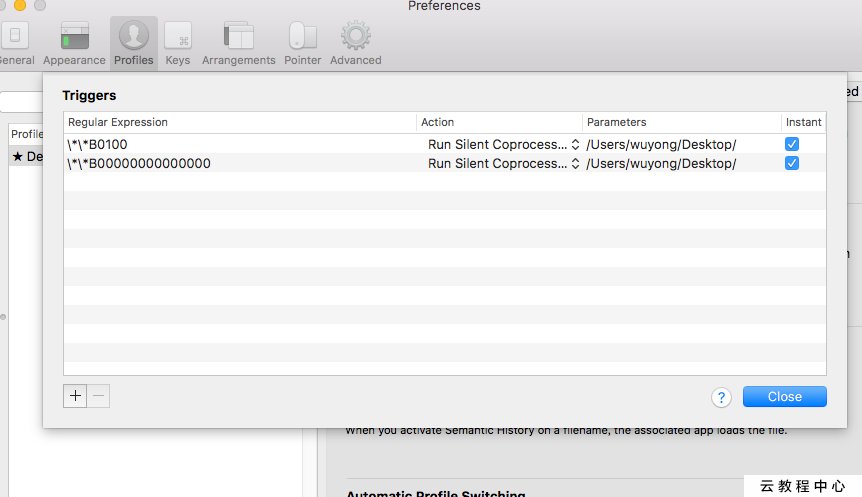 Preferences
General Appearance Profiles Keys Arrangements Pointer Advanced
Triggers
Regular Expression Action Parameters Instant
\*\*B0100 Run Silent Coprocess... /Users/wuyong/Desktop/
\*\*B00000000000000 Run Silent Coprocess... /Users/wuyong/Desktop/
Profile
★ De
ed
+ −
? Close
When you activate Semantic History on a filename, the associated app loads the file.
Automatic Profile Switching
云教程中心